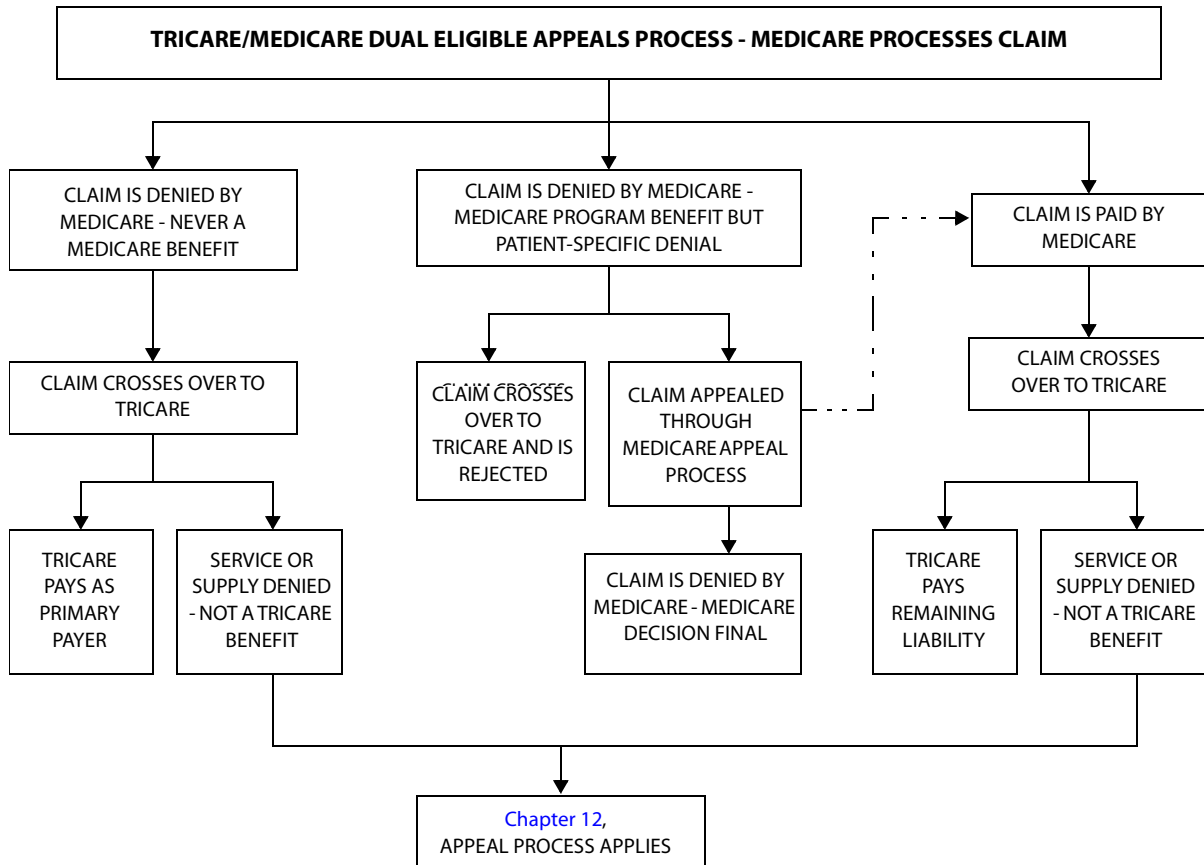 TRICARE/MEDICARE DUAL ELIGIBLE APPEALS PROCESS - MEDICARE PROCESSES CLAIM
CLAIM IS DENIED BY
MEDICARE - NEVER A
MEDICARE BENEFIT
CLAIM IS DENIED BY MEDICARE -
MEDICARE PROGRAM BENEFIT BUT
PATIENT-SPECIFIC DENIAL
CLAIM IS PAID BY
MEDICARE
CLAIM CROSSES OVER TO
TRICARE
CLAIM CROSSES
OVER TO
TRICARE AND IS
REJECTED
CLAIM APPEALED
THROUGH
MEDICARE APPEAL
PROCESS
CLAIM CROSSES
OVER TO TRICARE
TRICARE
PAYS AS
PRIMARY
PAYER
SERVICE OR
SUPPLY DENIED
- NOT A TRICARE
BENEFIT
CLAIM IS DENIED BY
MEDICARE - MEDICARE
DECISION FINAL
TRICARE
PAYS
REMAINING
LIABILITY
SERVICE OR
SUPPLY DENIED
- NOT A TRICARE
BENEFIT
Chapter 12,
APPEAL PROCESS APPLIES